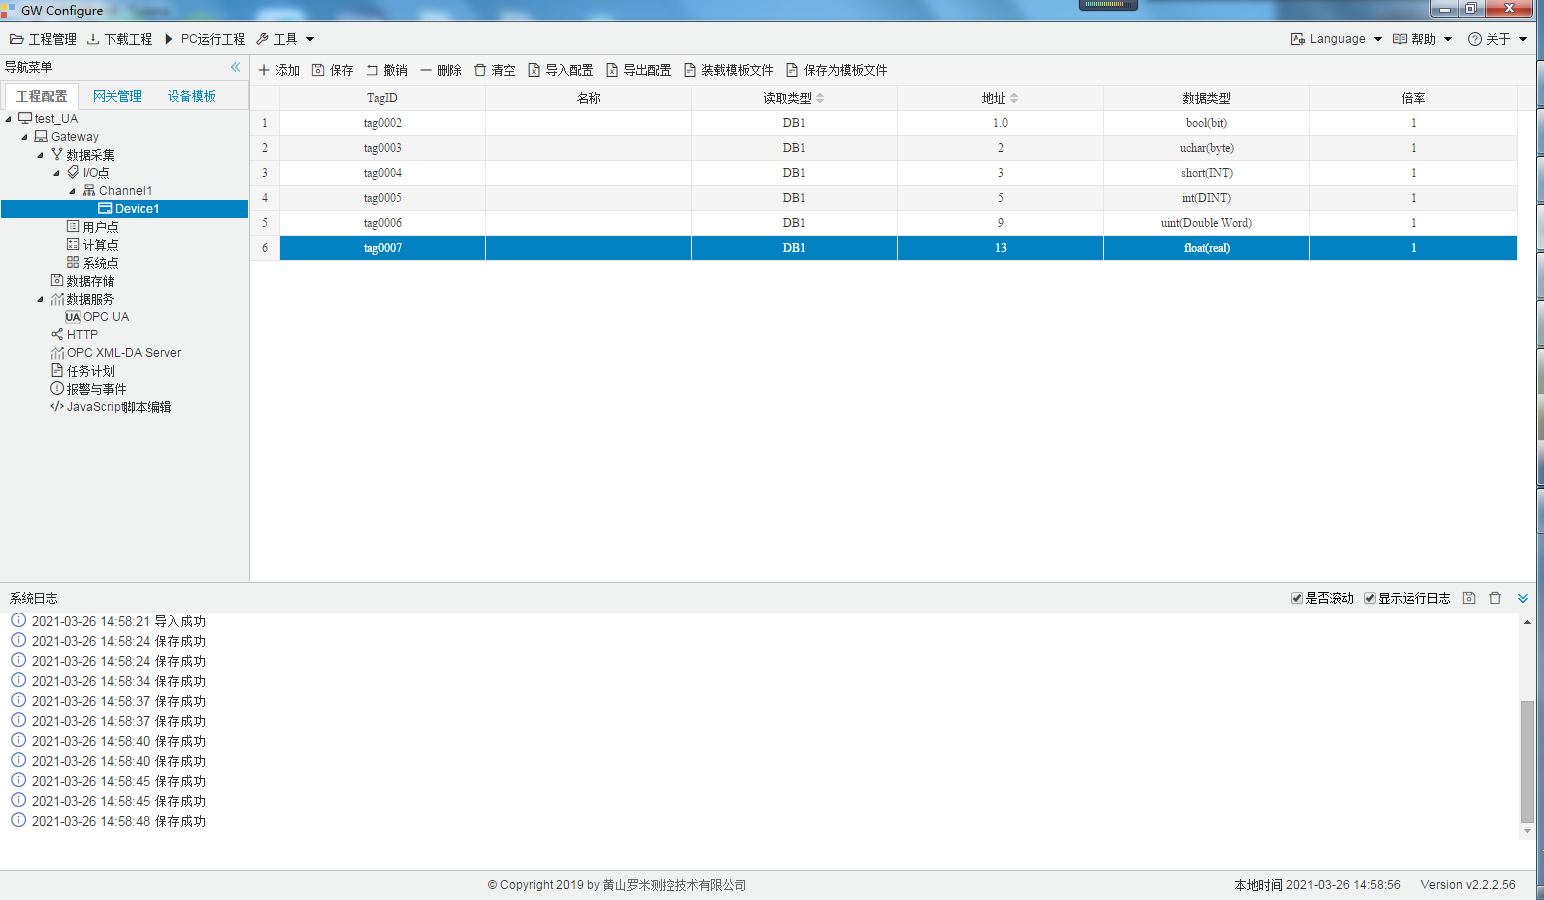 GW Configure
工程管理 下载工程 PC运行工程 工具 Language 帮助 关于
导航菜单
添加 保存 撤销 删除 清空 导入配置 导出配置 装载模板文件 保存为模板文件
工程配置 网关管理 设备模板
test_UA
Gateway
数据采集
I/O点
Channel1
Device1
用户点
计算点
系统点
数据存储
数据服务
UA OPC UA
HTTP
OPC XML-DA Server
任务计划
报警与事件
JavaScript脚本编辑
TagID 名称 读取类型 地址 数据类型 倍率
1 tag0002 DB1 1.0 bool(bit) 1
2 tag0003 DB1 2 uchar(byte) 1
3 tag0004 DB1 3 short(INT) 1
4 tag0005 DB1 5 int(DINT) 1
5 tag0006 DB1 9 uint(Double Word) 1
6 tag0007 DB1 13 float(real) 1
系统日志 是否滚动 显示运行日志
2021-03-26 14:58:21 导入成功
2021-03-26 14:58:24 保存成功
2021-03-26 14:58:24 保存成功
2021-03-26 14:58:34 保存成功
2021-03-26 14:58:37 保存成功
2021-03-26 14:58:37 保存成功
2021-03-26 14:58:40 保存成功
2021-03-26 14:58:40 保存成功
2021-03-26 14:58:45 保存成功
2021-03-26 14:58:45 保存成功
2021-03-26 14:58:48 保存成功
© Copyright 2019 by 黄山罗米测控技术有限公司 本地时间 2021-03-26 14:58:56 Version v2.2.2.56